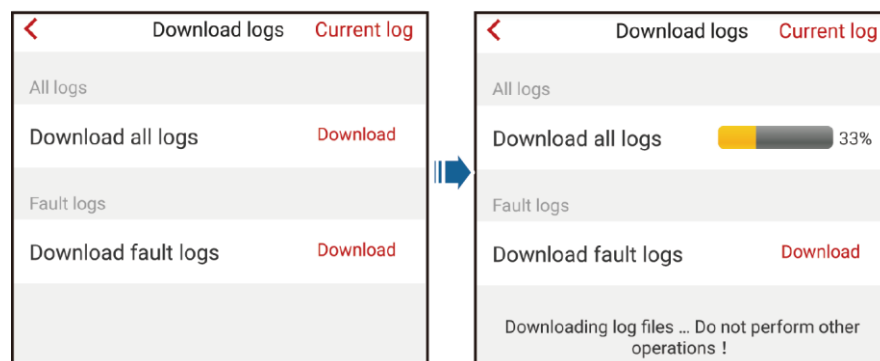 Download logs Current log
All logs
Download all logs Download
Fault logs
Download fault logs Download
Download logs Current log
All logs
Download all logs 33%
Fault logs
Download fault logs Download
Downloading log files ... Do not perform other
operations !